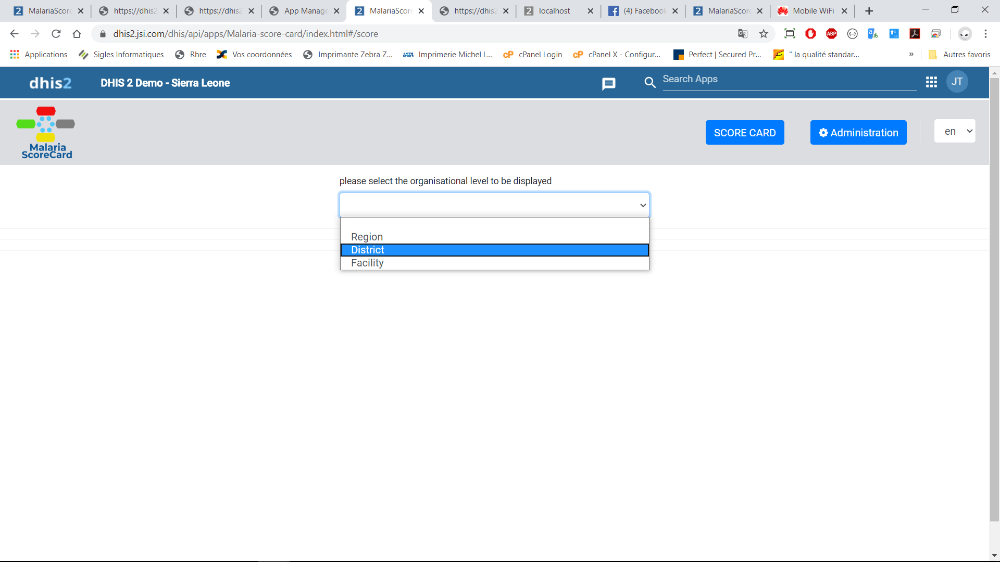 MalariaScore https://dhis2 https://dhis2 App Manage MalariaScore https://dhis2 localhost (4) Facebook MalariaScore Mobile WiFi
dhis2.jsi.com/dhis/api/apps/Malaria-score-card/index.html#/score
Applications Sigles Informatiques Rhre Vos coordonnées Imprimante Zebra Z... Imprimerie Michel L... cPanel Login cPanel X - Configur... Perfect | Secured Pr... " la qualité standar... » Autres favoris
dhis2 DHIS 2 Demo - Sierra Leone Search Apps JT
Malaria
ScoreCard
SCORE CARD Administration en
please select the organisational level to be displayed
Region
District
Facility